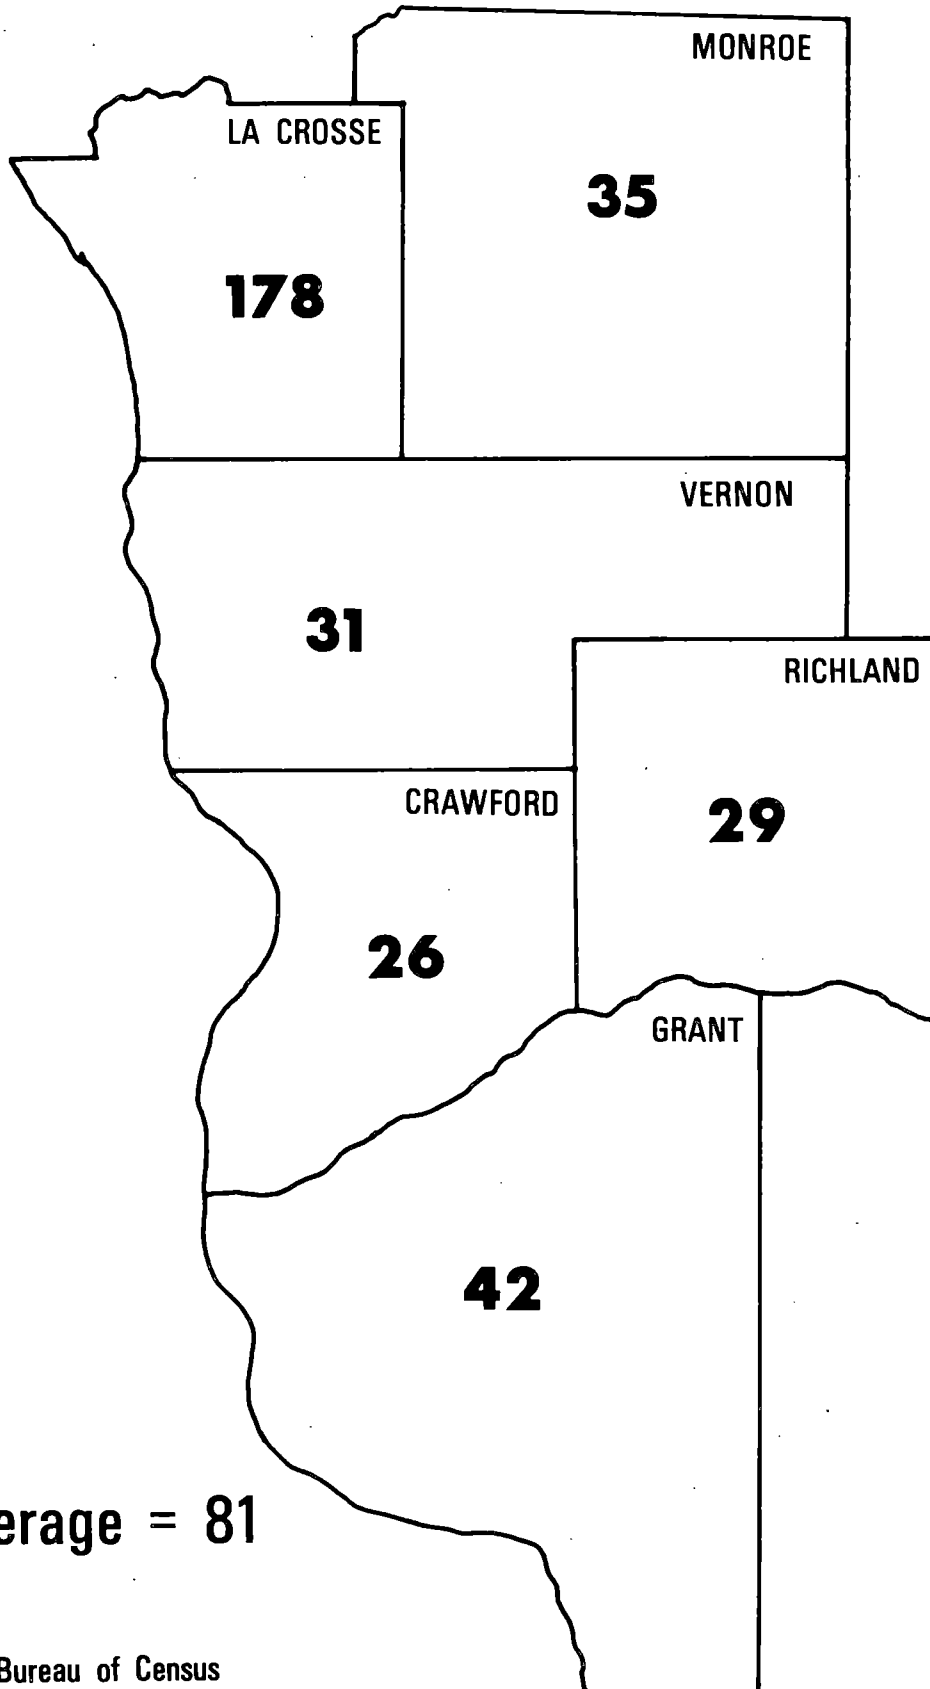 MONROE
LA CROSSE
35
178
VERNON
31
RICHLAND
CRAWFORD
29
26
GRANT
42
erage = 81
Bureau of Census